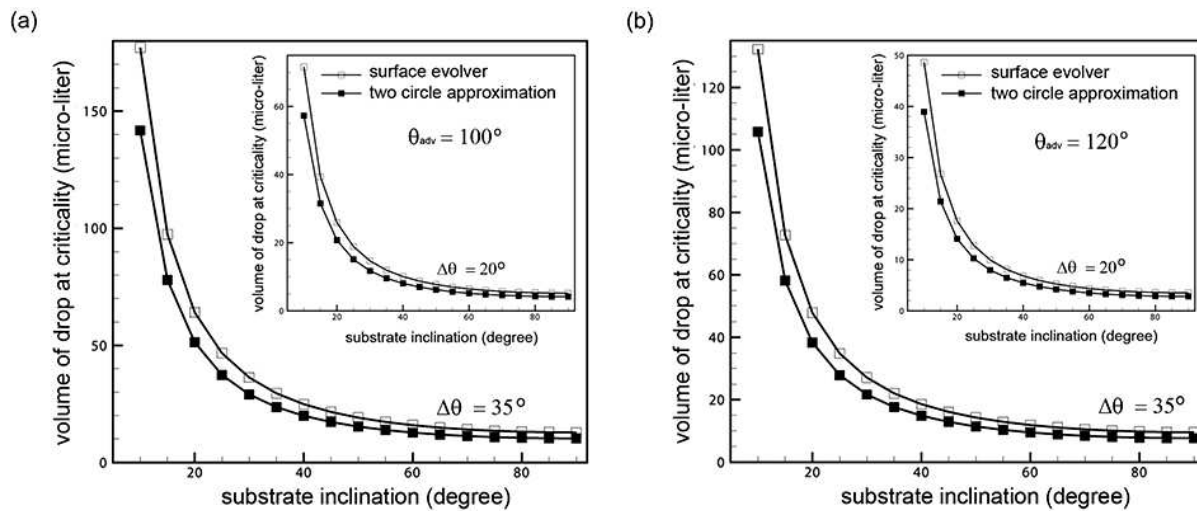 (a)
volume of drop at criticality (micro-liter)
150
100
50
0
20
40
60
80
substrate inclination (degree)
Δθ = 35°
volume of drop at criticality (micro-liter)
60
40
20
0
20
40
60
80
substrate inclination (degree)
surface evolver
two circle approximation
θadv = 100°
Δθ = 20°
(b)
volume of drop at criticality (micro-liter)
120
100
80
60
40
20
0
20
40
60
80
substrate inclination (degree)
Δθ = 35°
volume of drop at criticality (micro-liter)
50
40
30
20
10
0
20
40
60
80
substrate inclination (degree)
surface evolver
two circle approximation
θadv = 120°
Δθ = 20°